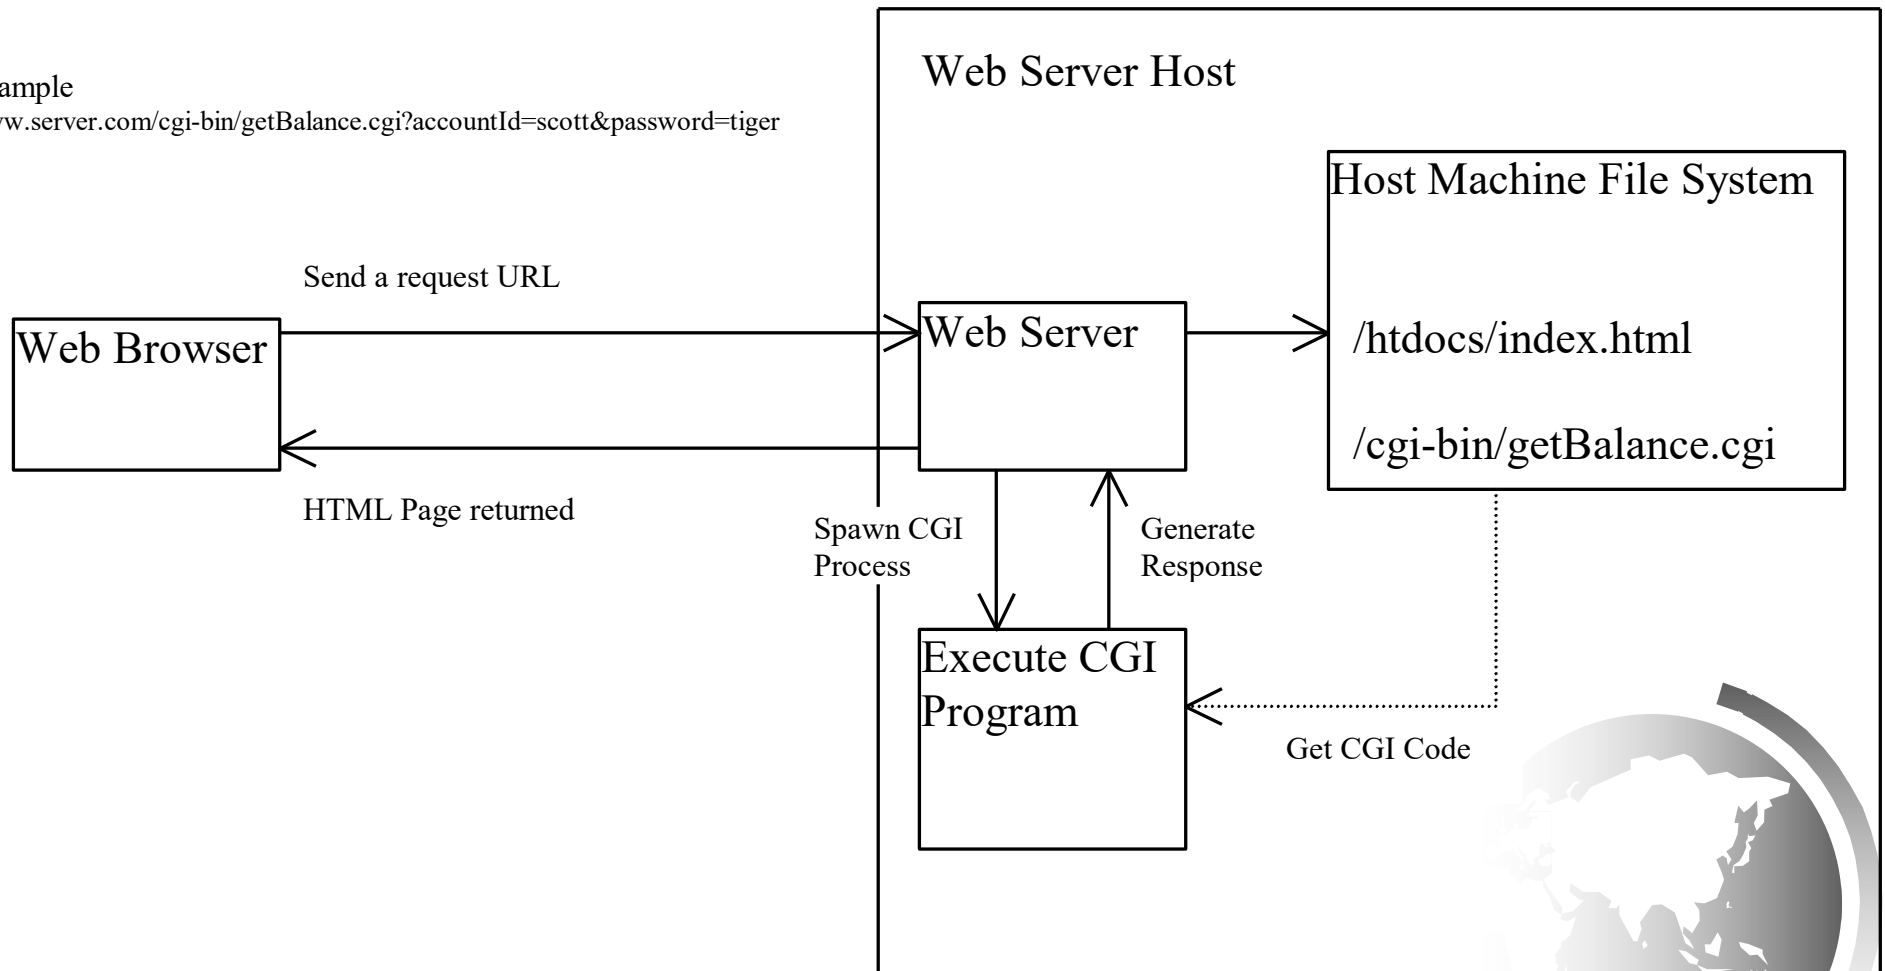 ample
w.server.com/cgi-bin/getBalance.cgi?accountId=scott&password=tiger
Web Server Host
Host Machine File System
Send a request URL
Web Browser
Web Server
/htdocs/index.html
/cgi-bin/getBalance.cgi
HTML Page returned
Spawn CGI
Process
Generate
Response
Execute CGI
Program
Get CGI Code